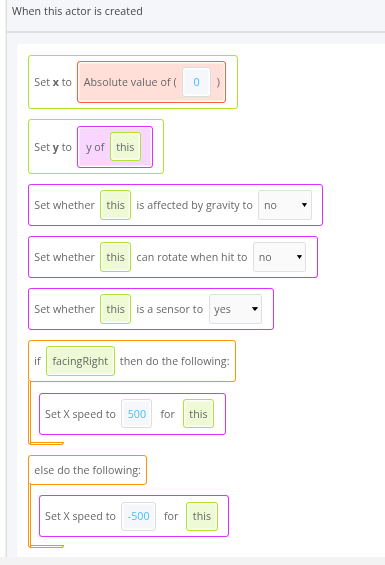 When this actor is created
Set x to Absolute value of ( 0 )
Set y to y of this
Set whether this is affected by gravity to no
Set whether this can rotate when hit to no
Set whether this is a sensor to yes
if facingRight then do the following:
Set X speed to 500 for this
else do the following:
Set X speed to -500 for this